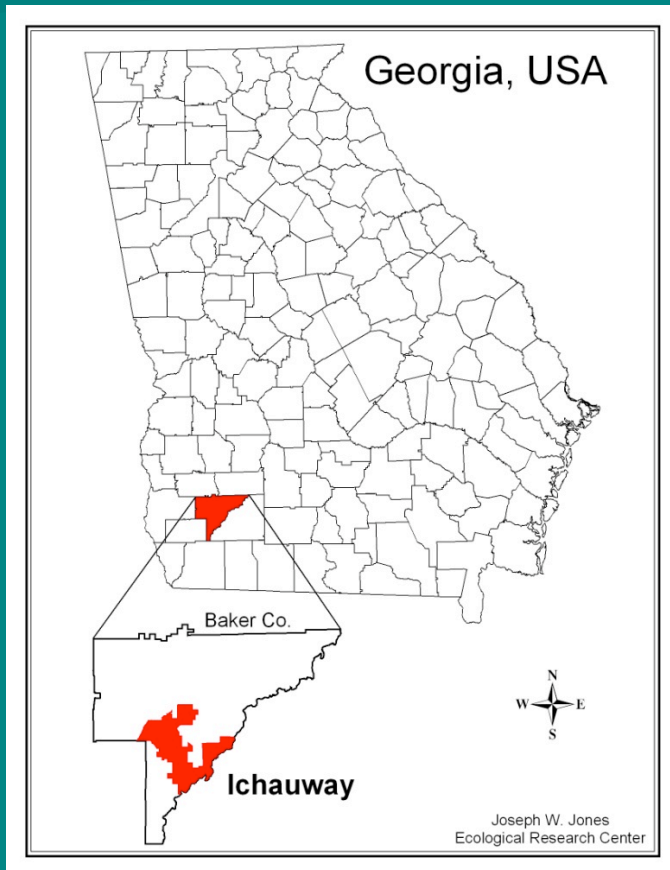 Georgia, USA
Baker Co.
N
W E
S
Ichauway
Joseph W. Jones
Ecological Research Center